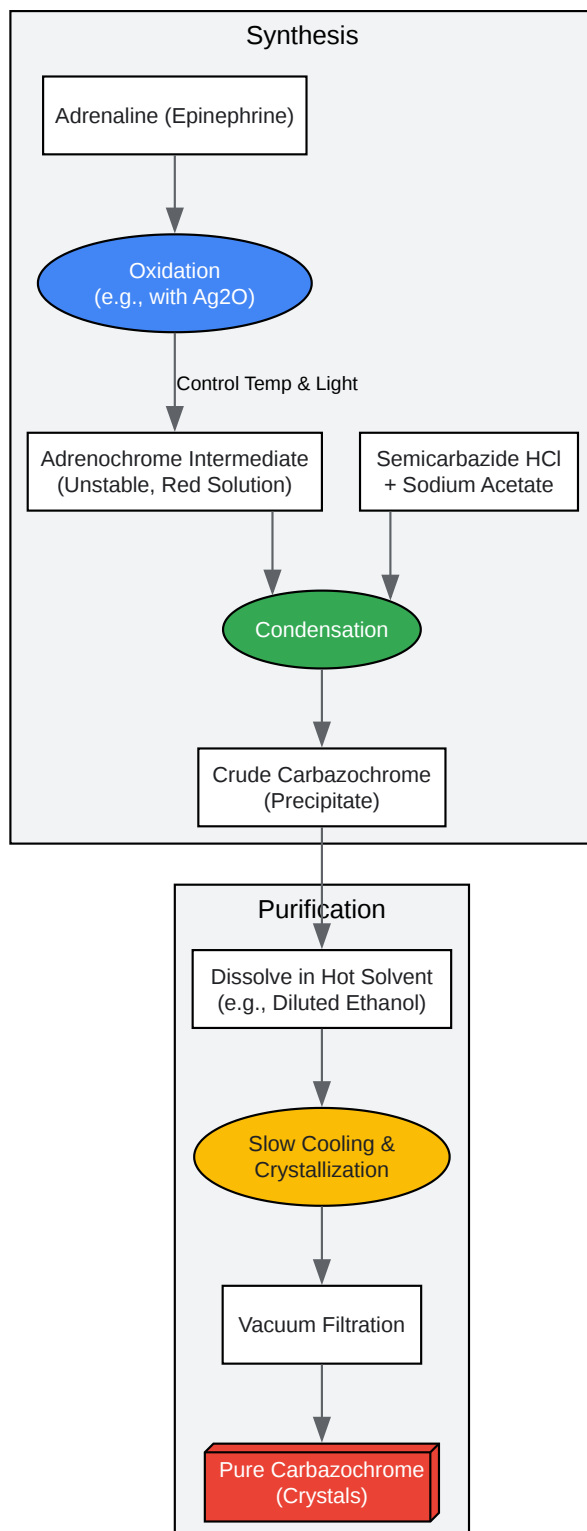 Synthesis
Adrenaline (Epinephrine)
Oxidation
(e.g., with Ag2O)
Control Temp & Light
Adrenochrome Intermediate
(Unstable, Red Solution)
Semicarbazide HCl
+ Sodium Acetate
Condensation
Crude Carbazochrome
(Precipitate)
Purification
Dissolve in Hot Solvent
(e.g., Diluted Ethanol)
Slow Cooling &
Crystallization
Vacuum Filtration
Pure Carbazochrome
(Crystals)